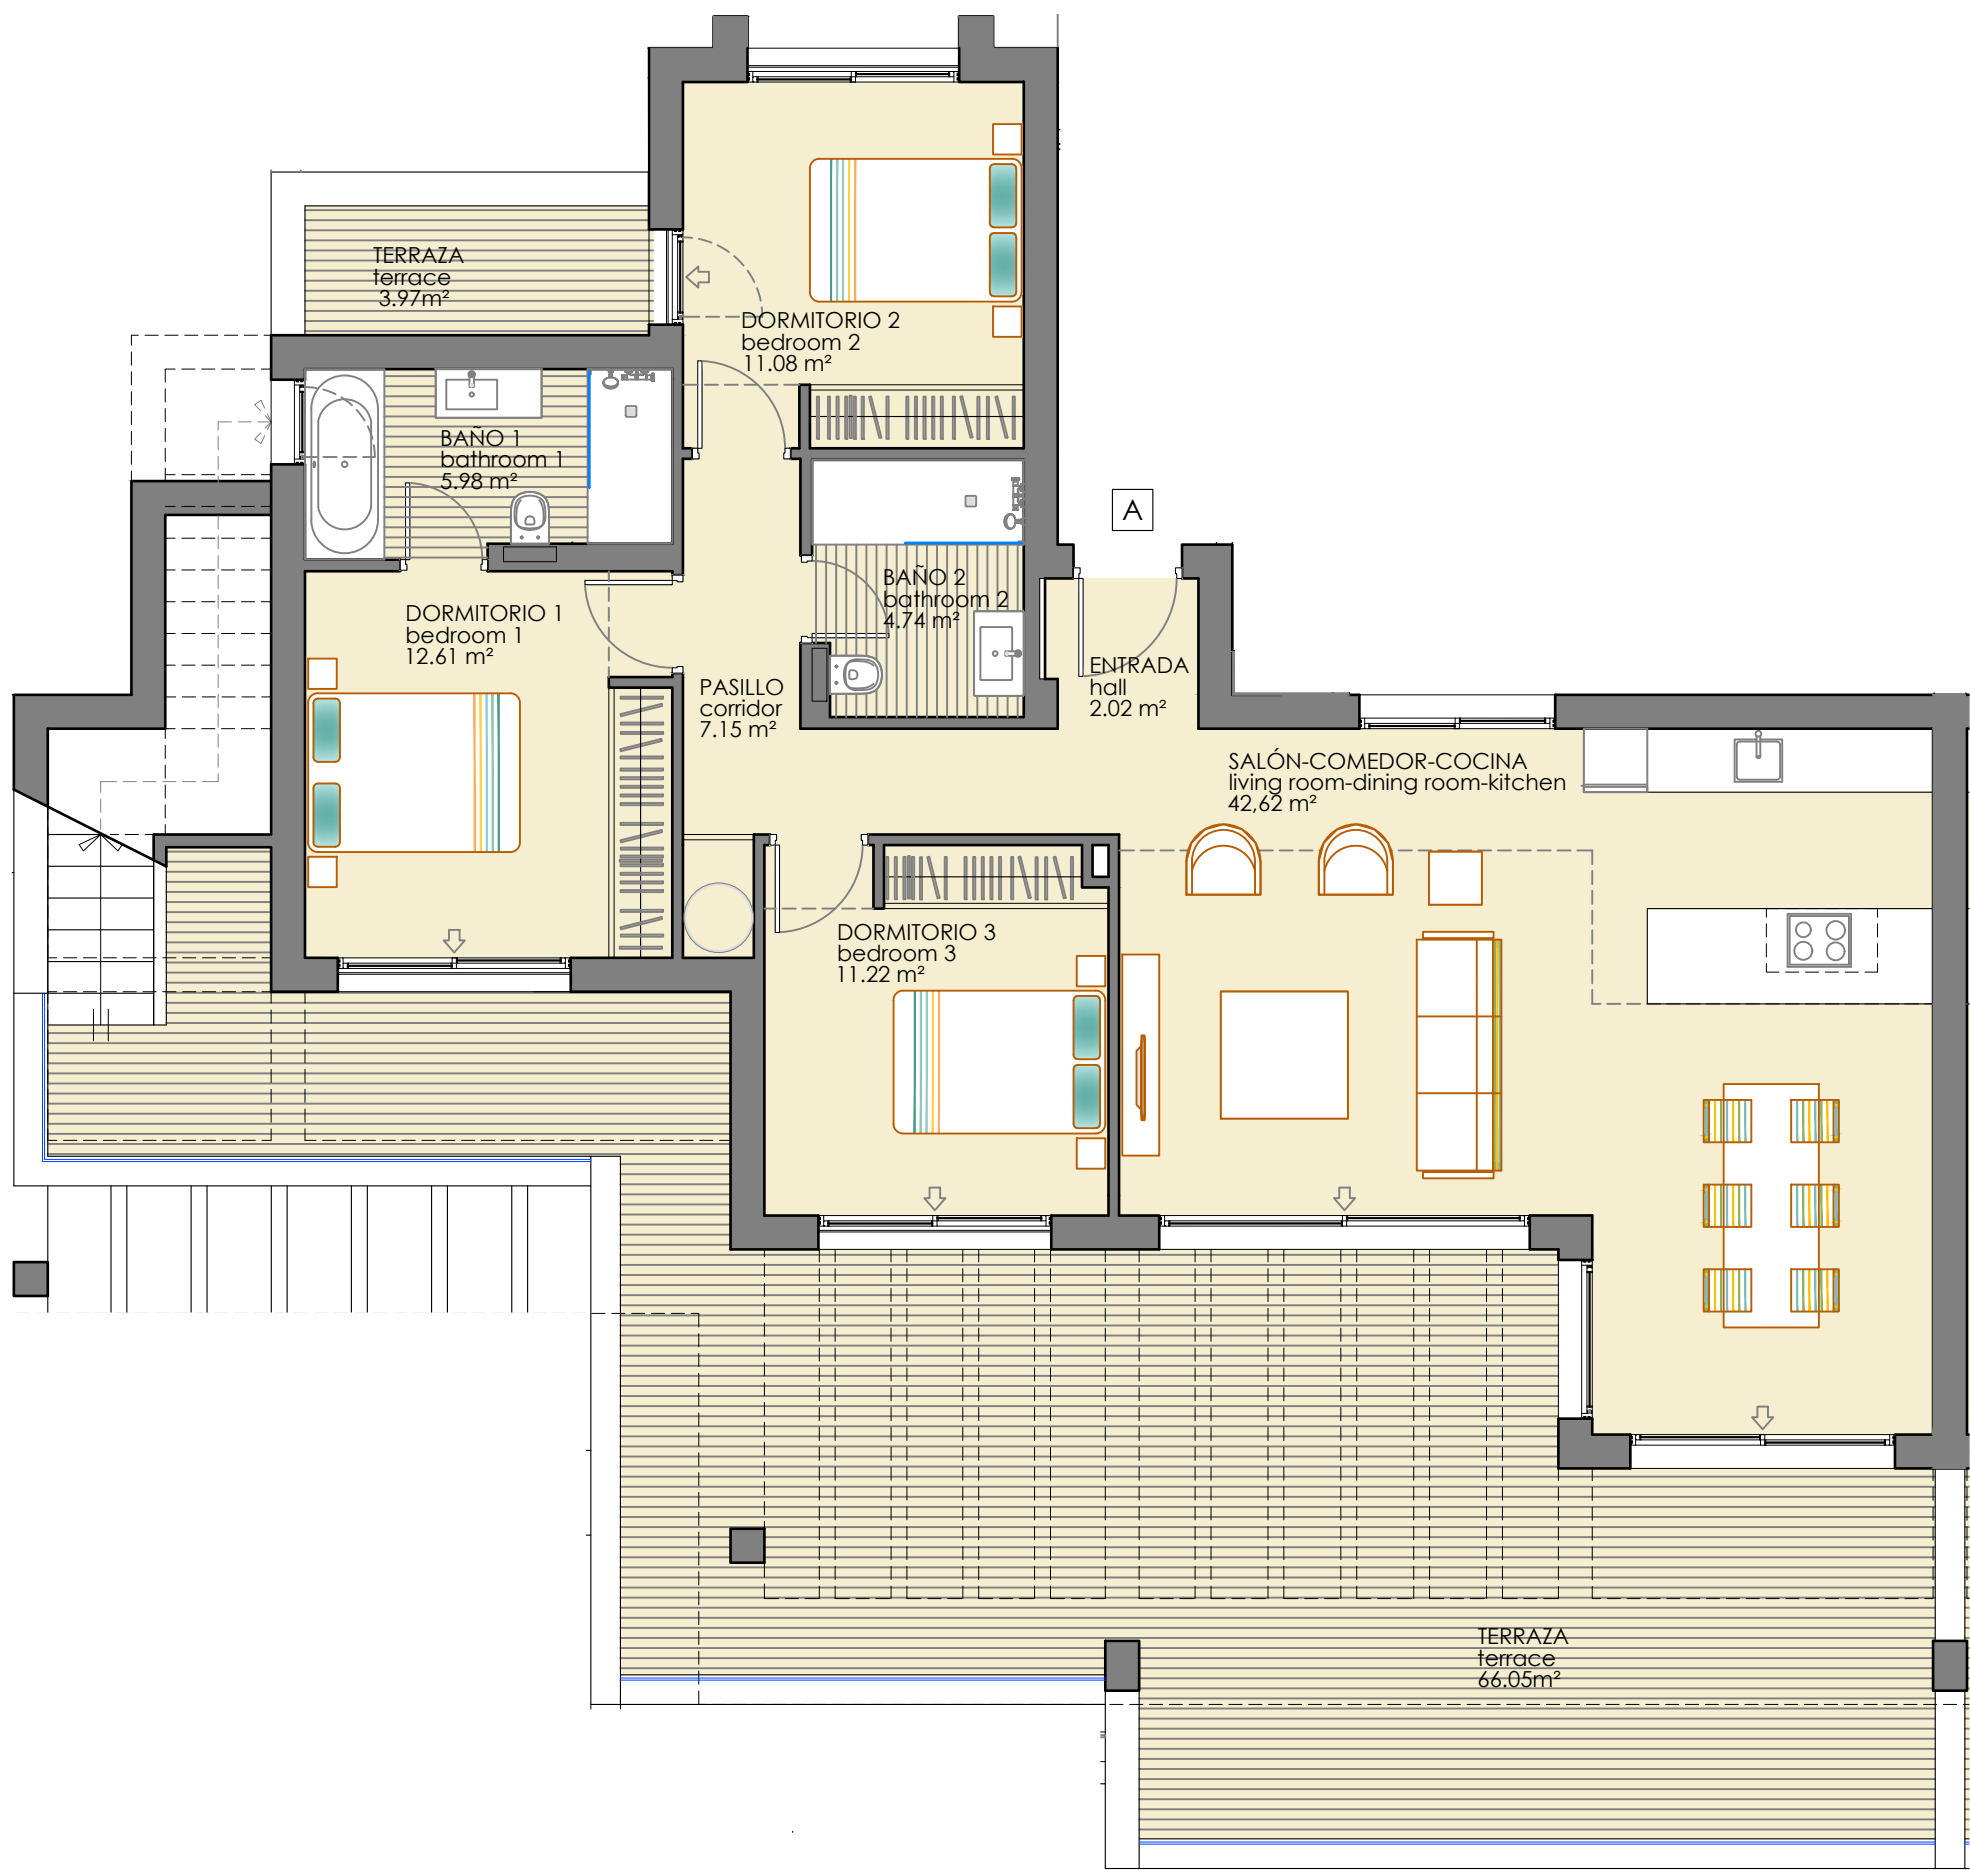 TERRAZA
terrace
3.97m²
DORMITORIO 2
bedroom 2
11.08 m²
BAÑO 1
bathroom 1
5.98 m²
A
BAÑO 2
bathroom 2
4.74 m²
DORMITORIO 1
bedroom 1
12.61 m²
ENTRADA
hall
2.02 m²
PASILLO
corridor
7.15 m²
SALÓN-COMEDOR-COCINA
living room-dining room-kitchen
42,62 m²
DORMITORIO 3
bedroom 3
11.22 m²
TERRAZA
terrace
66.05m²